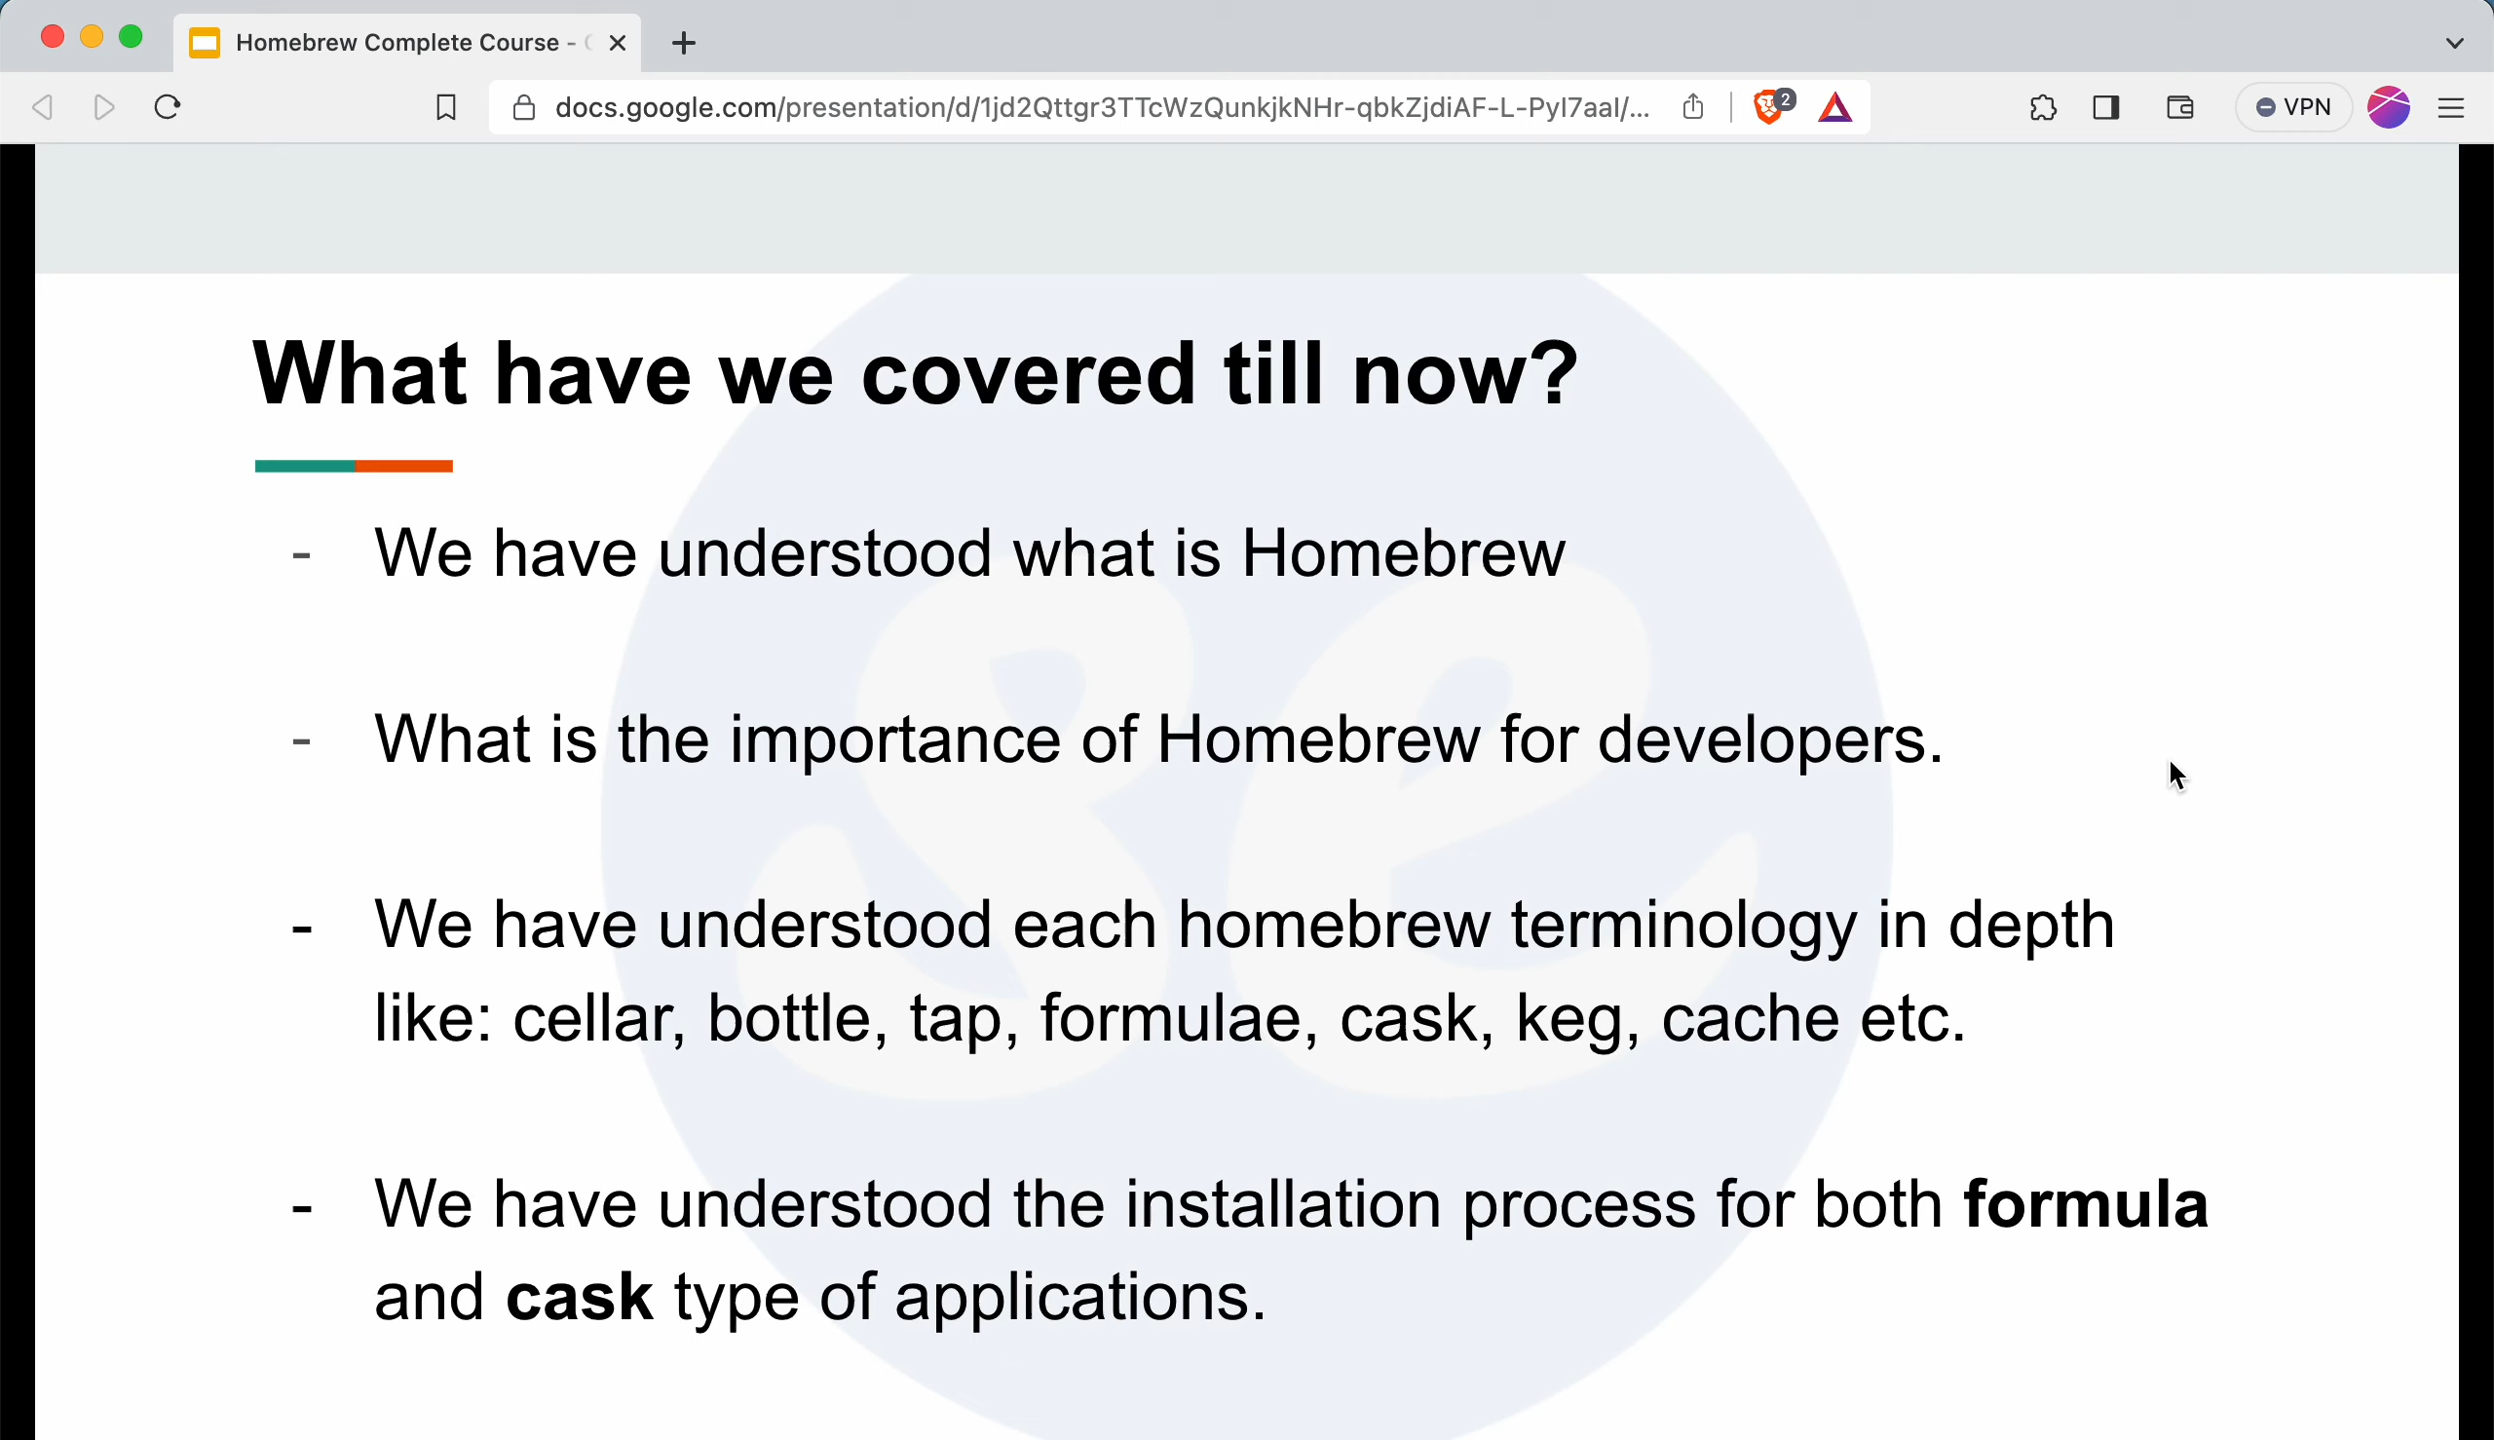 Homebrew Complete Course -
docs.google.com/presentation/d/1jd2Qttgr3TTcWzQunkjkNHr-qbkZjdiAF-L-PyI7aaI/...
2
VPN
What have we covered till now?
- We have understood what is Homebrew
- What is the importance of Homebrew for developers.
- We have understood each homebrew terminology in depth
like: cellar, bottle, tap, formulae, cask, keg, cache etc.
- We have understood the installation process for both formula
and cask type of applications.